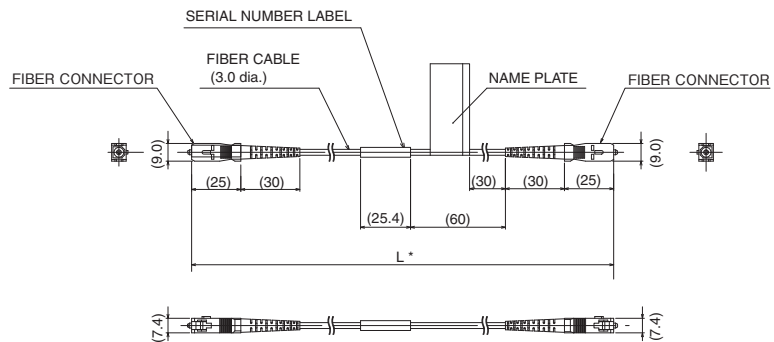 SERIAL NUMBER LABEL
FIBER CABLE
(3.0 dia.)
NAME PLATE
FIBER CONNECTOR
FIBER CONNECTOR
(9.0)
(9.0)
(25)
(30)
(30)
(30)
(25)
(25.4)
(60)
L *
(7.4)
(7.4)